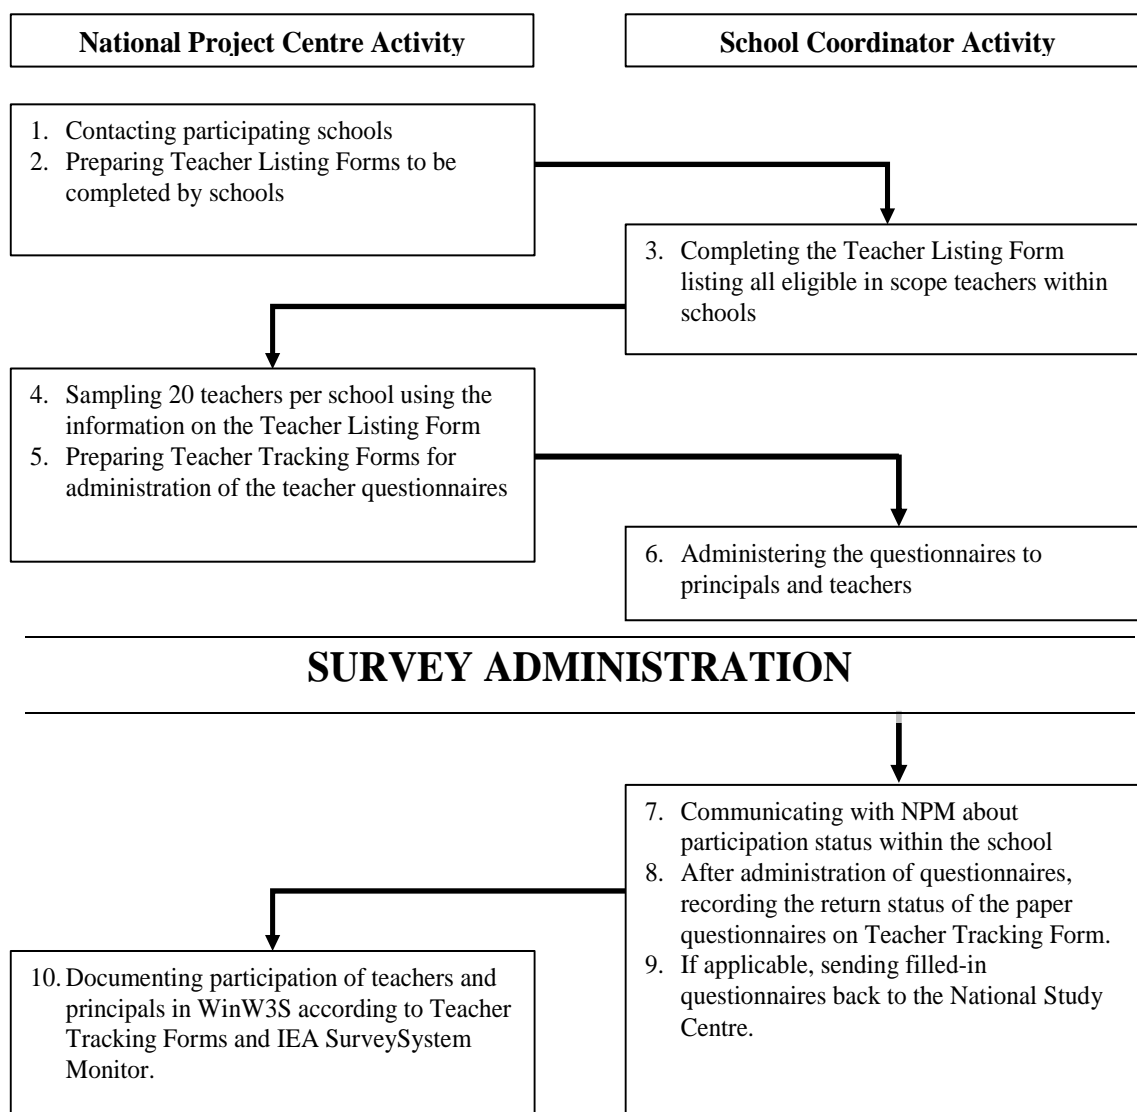 National Project Centre Activity
School Coordinator Activity
1. Contacting participating schools
2. Preparing Teacher Listing Forms to be
completed by schools
3. Completing the Teacher Listing Form
listing all eligible in scope teachers within
schools
4. Sampling 20 teachers per school using the
information on the Teacher Listing Form
5. Preparing Teacher Tracking Forms for
administration of the teacher questionnaires
6. Administering the questionnaires to
principals and teachers
SURVEY ADMINISTRATION
7. Communicating with NPM about
participation status within the school
8. After administration of questionnaires,
recording the return status of the paper
questionnaires on Teacher Tracking Form.
9. If applicable, sending filled-in
questionnaires back to the National Study
Centre.
10. Documenting participation of teachers and
principals in WinW3S according to Teacher
Tracking Forms and IEA SurveySystem
Monitor.